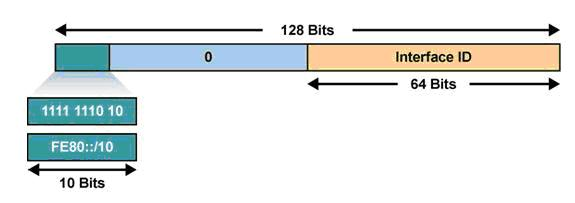 128 Bits
0
Interface ID
64 Bits
1111 1110 10
FE80::/10
10 Bits